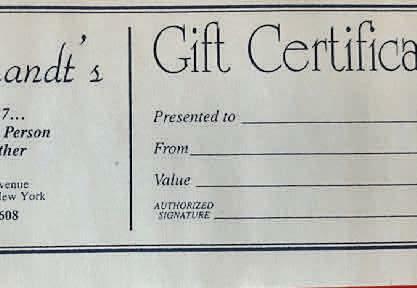 andt's
7...
Person
ther
venue
ew York
608
Gift Certifica
Presented to
From
Value
AUTHORIZED
SIGNATURE